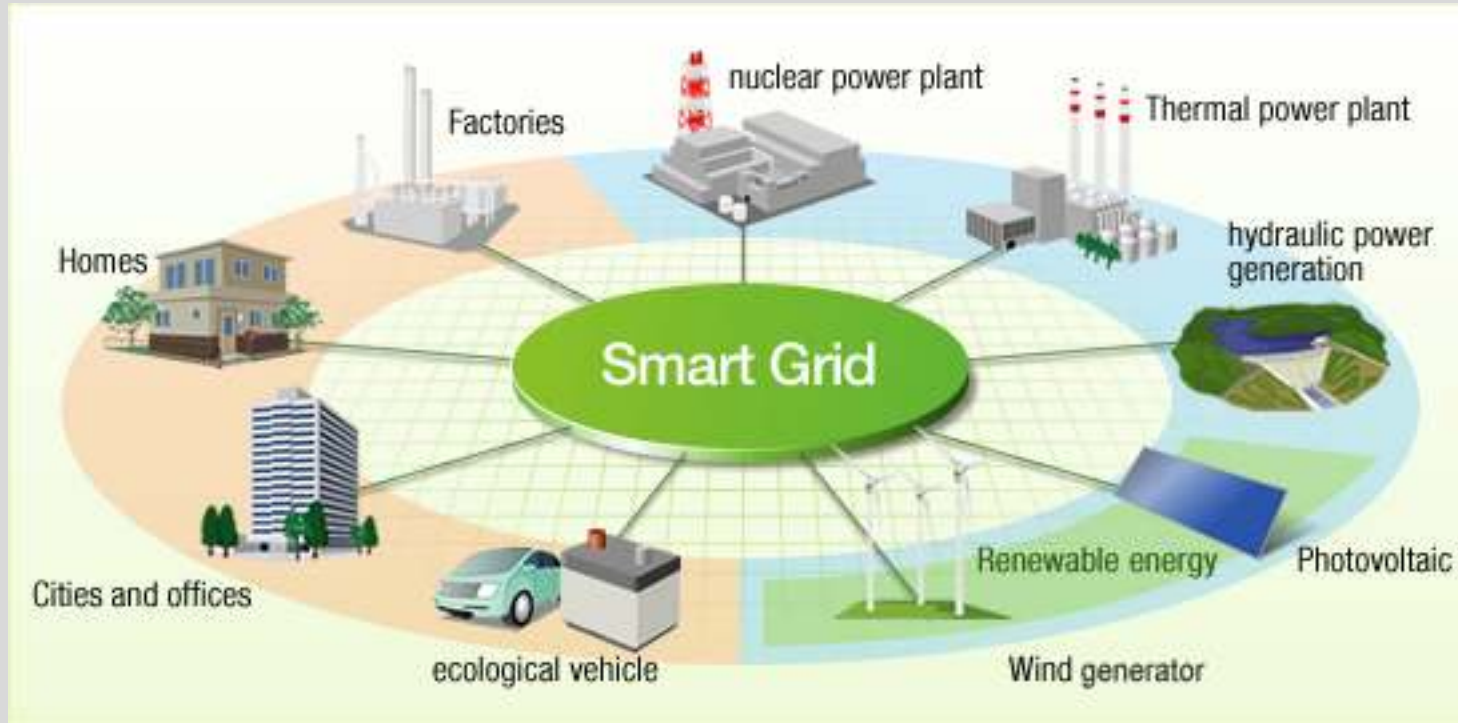 nuclear power plant
Factories
Thermal power plant
hydraulic power
generation
Homes
Smart Grid
Renewable energy
Photovoltaic
Cities and offices
ecological vehicle
Wind generator